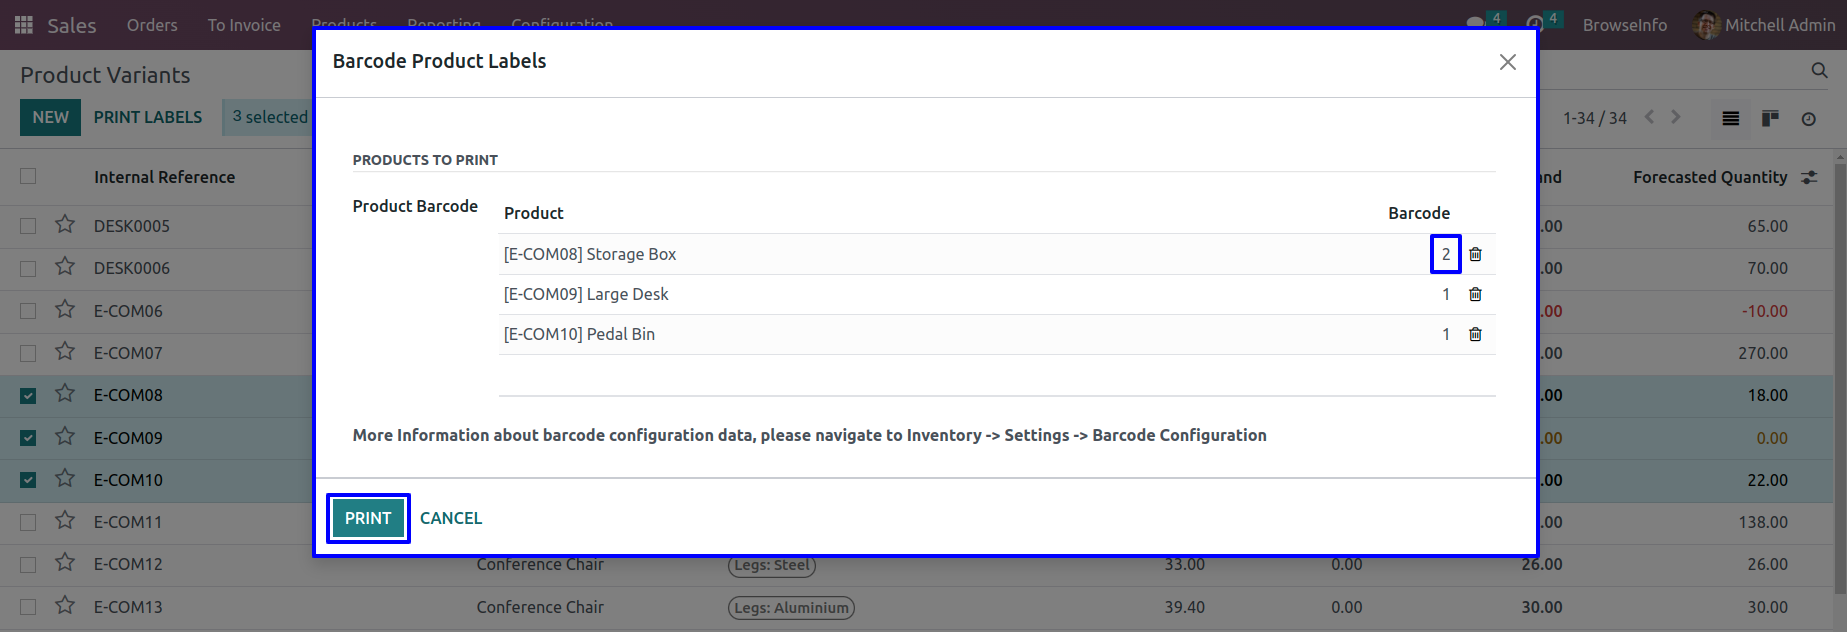 Sales Orders To Invoice Products Reporting Configuration 4 4 BrowseInfo Mitchell Admin
Product Variants
NEW PRINT LABELS 3 selected 1-34 / 34
Barcode Product Labels
PRODUCTS TO PRINT
Product Barcode
Product Barcode
[E-COM08] Storage Box 2
[E-COM09] Large Desk 1
[E-COM10] Pedal Bin 1
More Information about barcode configuration data, please navigate to Inventory -> Settings -> Barcode Configuration
PRINT CANCEL
Internal Reference Forecasted Quantity
DESK0005 .00 65.00
DESK0006 .00 70.00
E-COM06 .00 -10.00
E-COM07 .00 270.00
E-COM08 .00 18.00
E-COM09 .00 0.00
E-COM10 .00 22.00
E-COM11 .00 138.00
E-COM12 Conference Chair Legs: Steel 33.00 0.00 26.00 26.00
E-COM13 Conference Chair Legs: Aluminium 39.40 0.00 30.00 30.00